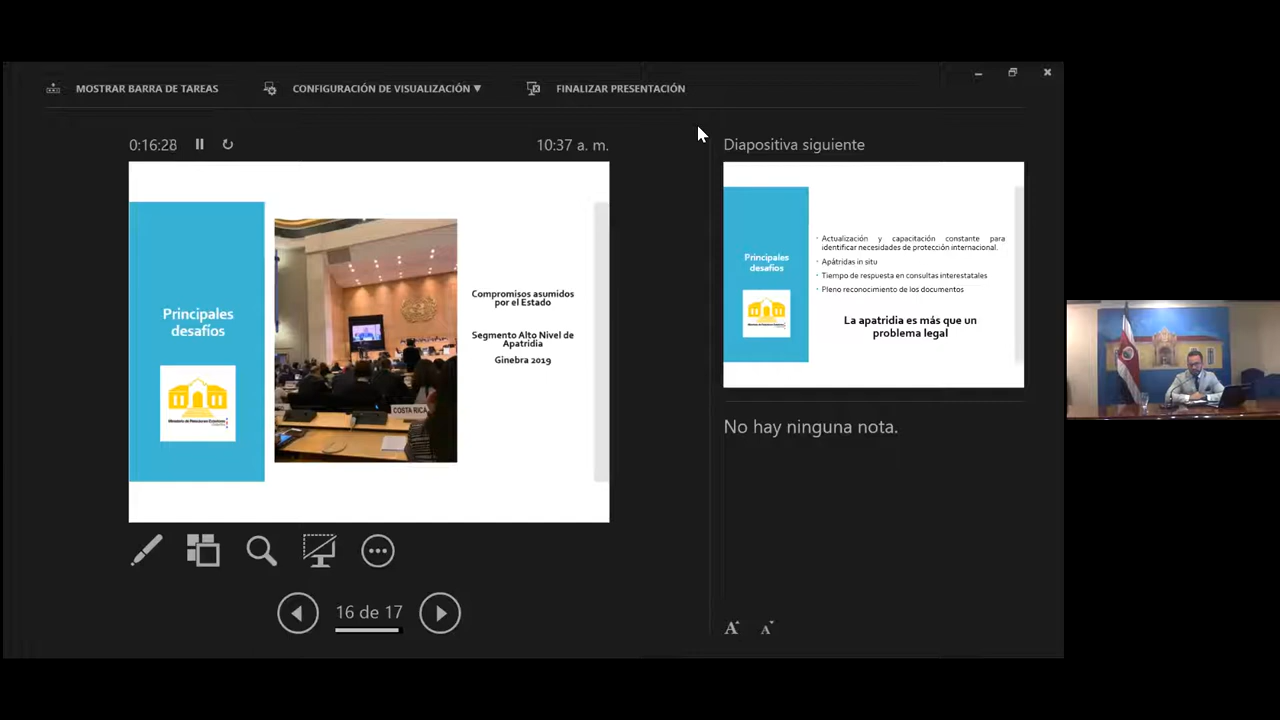 MOSTRAR BARRA DE TAREAS
CONFIGURACIÓN DE VISUALIZACIÓN ▼
FINALIZAR PRESENTACIÓN
0:16:28
10:37 a. m.
Principales
desafíos
COSTA RICA
Compromisos asumidos
por el Estado
Segmento Alto Nivel de
Apatridia
Ginebra 2019
16 de 17
Diapositiva siguiente
Principales
desafíos
· Actualización y capacitación constante para
identificar necesidades de protección internacional.
· Apátridas in situ
· Tiempo de respuesta en consultas interestatales
· Pleno reconocimiento de los documentos
La apatridia es más que un
problema legal
No hay ninguna nota.
A A